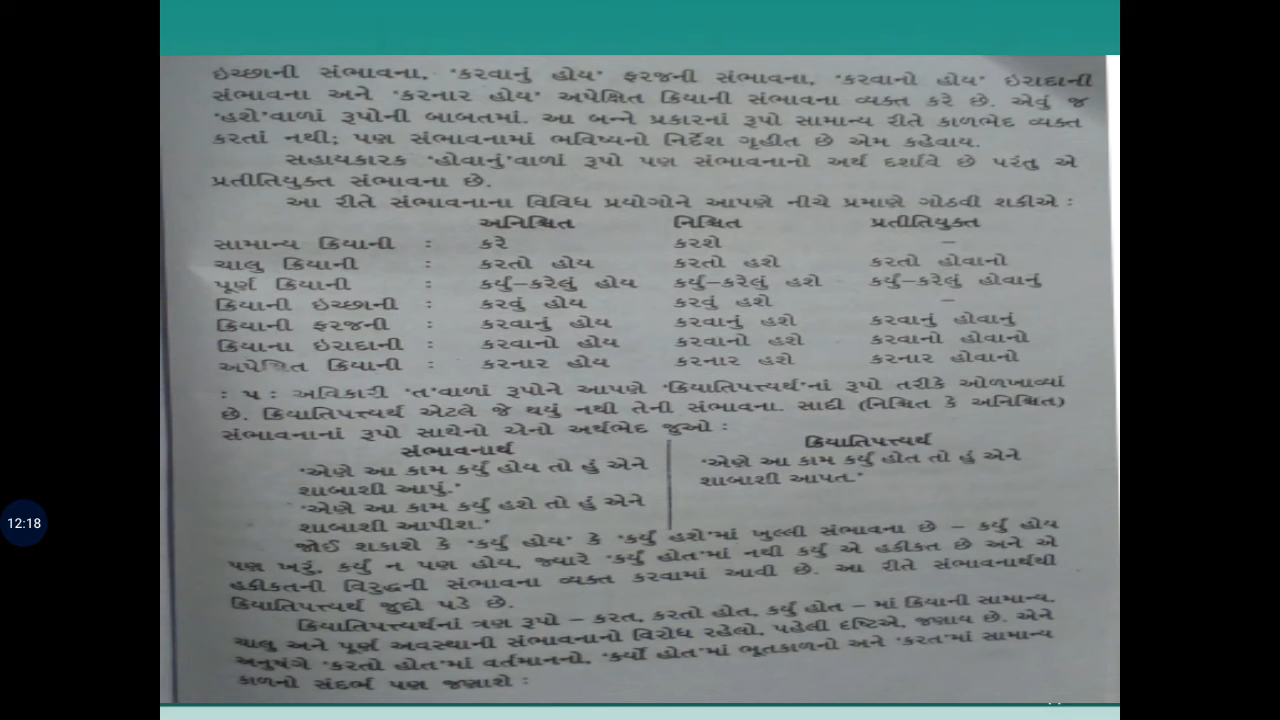 ઇચ્છાની સંભાવના, 'કરવાનું હોય' ફરજની સંભાવના, 'કરવાનો હોય' ઇરાદાની
સંભાવના અને 'કરનાર હોય' અપેક્ષિત ક્રિયાની સંભાવના વ્યક્ત કરે છે. એવું જ
'હશે'વાળાં રૂપોની બાબતમાં. આ બન્ને પ્રકારનાં રૂપો સામાન્ય રીતે કાળભેદ વ્યક્ત
કરતાં નથી; પણ સંભાવનામાં ભવિષ્યનો નિર્દેશ ગૃહીત છે એમ કહેવાય.
સહાયકારક 'હોવાનું'વાળાં રૂપો પણ સંભાવનાનો અર્થ દર્શાવે છે પરંતુ એ
પ્રતીતિયુક્ત સંભાવના છે.
આ રીતે સંભાવનાના વિવિધ પ્રયોગોને આપણે નીચે પ્રમાણે ગોઠવી શકીએ :
અનિશ્ચિત નિશ્ચિત પ્રતીતિયુક્ત
સામાન્ય ક્રિયાની : કરે કરશે –
ચાલુ ક્રિયાની : કરતો હોય કરતો હશે કરતો હોવાનો
પૂર્ણ ક્રિયાની : કર્યું–કરેલું હોય કર્યું–કરેલું હશે કર્યું–કરેલું હોવાનું
ક્રિયાની ઇચ્છાની : કરવું હોય કરવું હશે –
ક્રિયાની ફરજની : કરવાનું હોય કરવાનું હશે કરવાનું હોવાનું
ક્રિયાના ઇરાદાની : કરવાનો હોય કરવાનો હશે કરવાનો હોવાનો
અપેક્ષિત ક્રિયાની : કરનાર હોય કરનાર હશે કરનાર હોવાનો
: ૫ : અવિકારી 'ત'વાળાં રૂપોને આપણે 'ક્રિયાતિપત્ત્યર્થ'નાં રૂપો તરીકે ઓળખાવ્યાં
છે. ક્રિયાતિપત્ત્યર્થ એટલે જે થયું નથી તેની સંભાવના. સાદી (નિશ્ચિત કે અનિશ્ચિત)
સંભાવનાનાં રૂપો સાથેનો એનો અર્થભેદ જુઓ :
સંભાવનાર્થ
'એણે આ કામ કર્યું હોય તો હું એને
શાબાશી આપું.'
'એણે આ કામ કર્યું હશે તો હું એને
શાબાશી આપીશ.'
ક્રિયાતિપત્ત્યર્થ
'એણે આ કામ કર્યું હોત તો હું એને
શાબાશી આપત.'
જોઈ શકાશે કે 'કર્યું હોય' કે 'કર્યું હશે'માં ખુલ્લી સંભાવના છે – કર્યું હોય
પણ ખરું, કર્યું ન પણ હોય, જ્યારે 'કર્યું હોત'માં નથી કર્યું એ હકીકત છે અને એ
હકીકતની વિરુદ્ધની સંભાવના વ્યક્ત કરવામાં આવી છે. આ રીતે સંભાવનાર્થથી
ક્રિયાતિપત્ત્યર્થ જુદો પડે છે.
ક્રિયાતિપત્ત્યર્થનાં ત્રણ રૂપો – કરત, કરતો હોત, કર્યું હોત – માં ક્રિયાની સામાન્ય,
ચાલુ અને પૂર્ણ અવસ્થાની સંભાવનાનો વિરોધ રહેલો, પહેલી દૃષ્ટિએ, જણાય છે. એને
અનુષંગે 'કરતો હોત'માં વર્તમાનનો, 'કર્યો હોત'માં ભૂતકાળનો અને 'કરત'માં સામાન્ય
કાળનો સંદર્ભ પણ જણાશે :
12:18